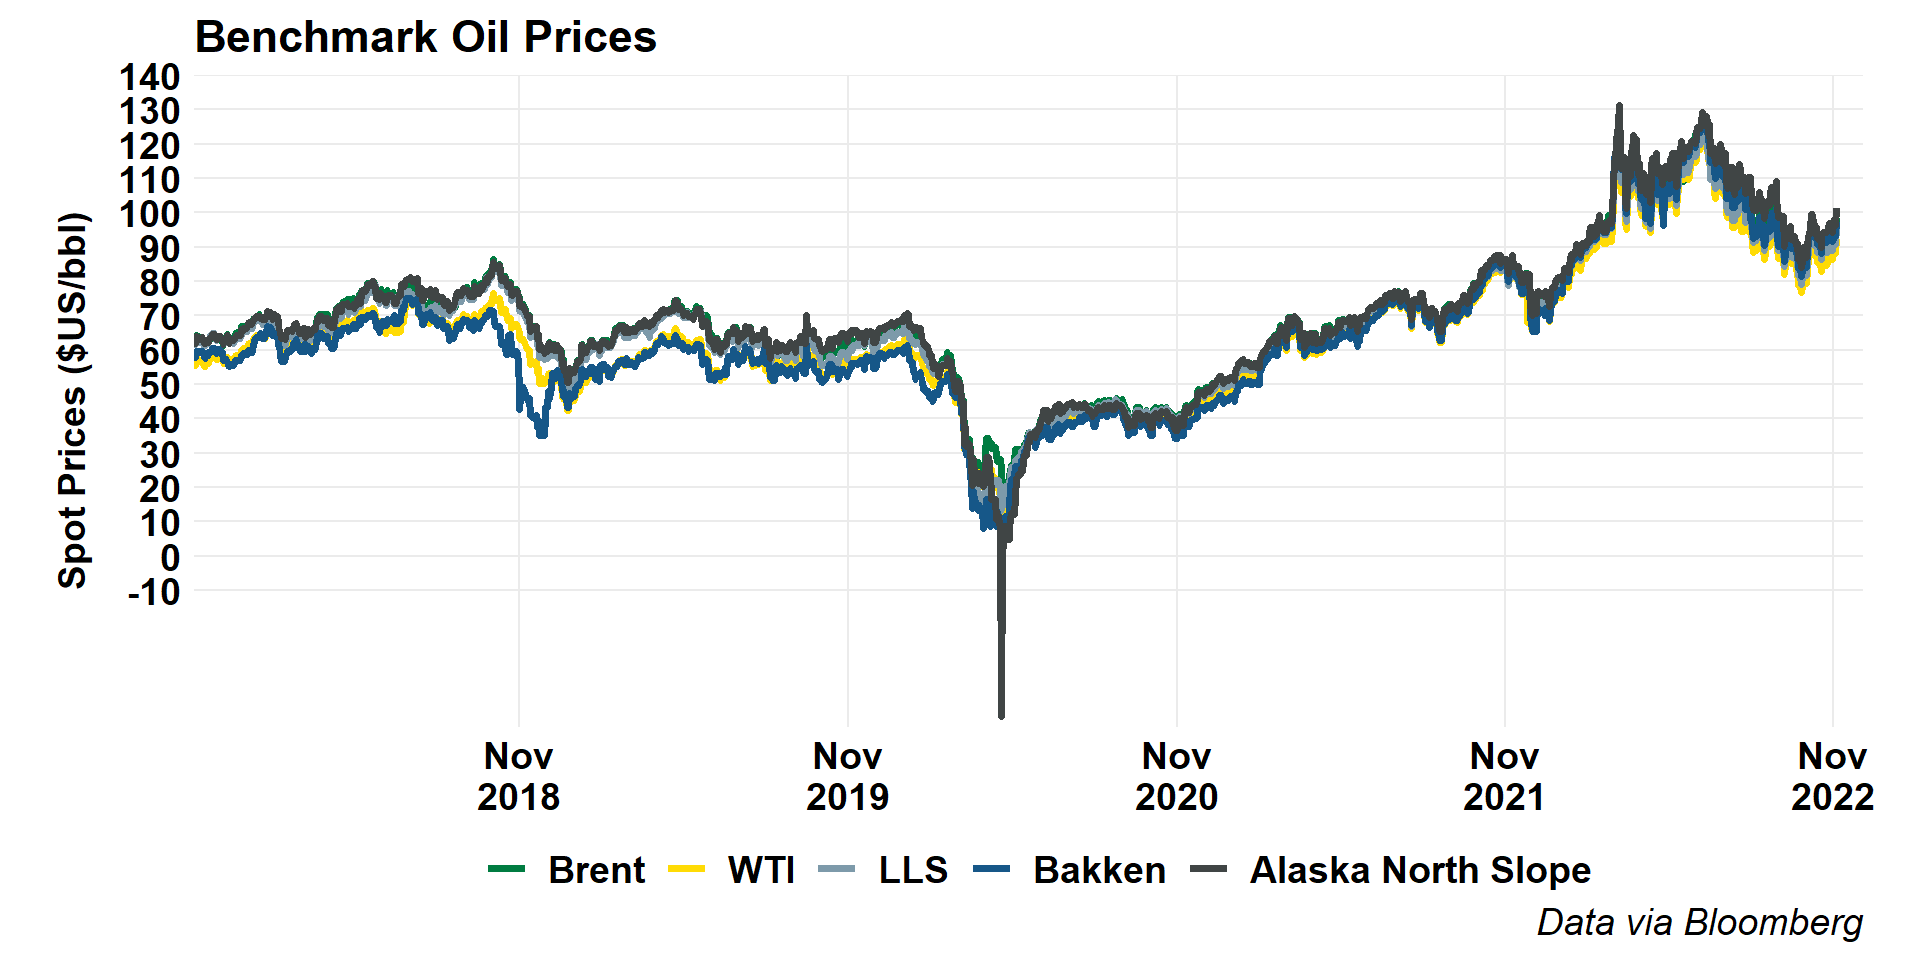 Benchmark Oil Prices
Spot Prices ($US/bbl)
140
130
120
110
100
90
80
70
60
50
40
30
20
10
0
-10
Nov
2018
Nov
2019
Nov
2020
Nov
2021
Nov
2022
Brent WTI LLS Bakken Alaska North Slope
Data via Bloomberg